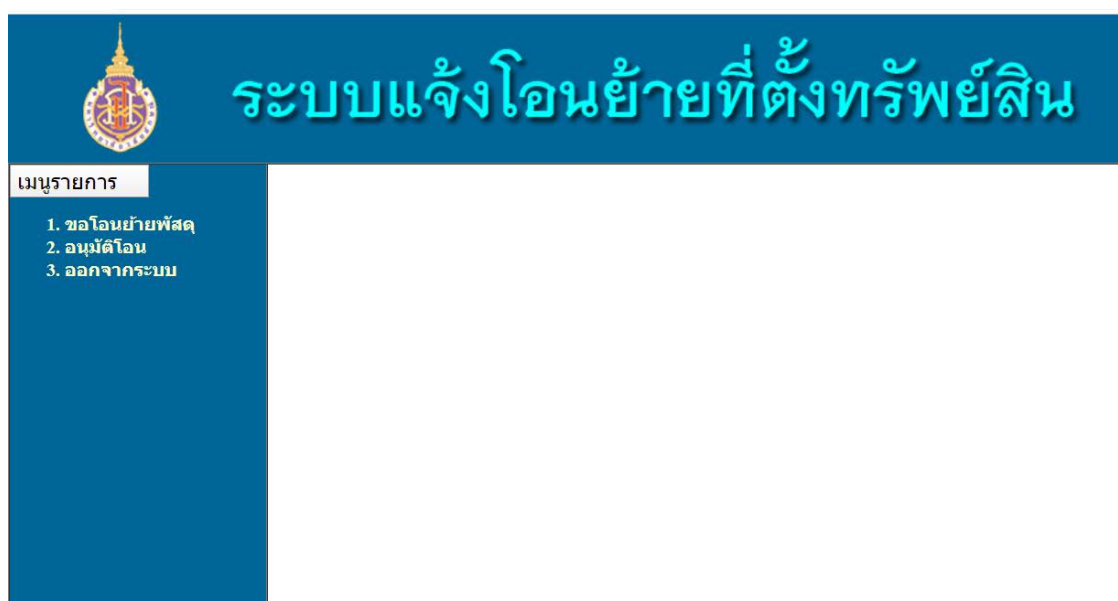 ระบบแจ้งโอนย้ายที่ตั้งทรัพย์สิน
เมนูรายการ
1. ขอโอนย้ายพัสดุ
2. อนุมัติโอน
3. ออกจากระบบ